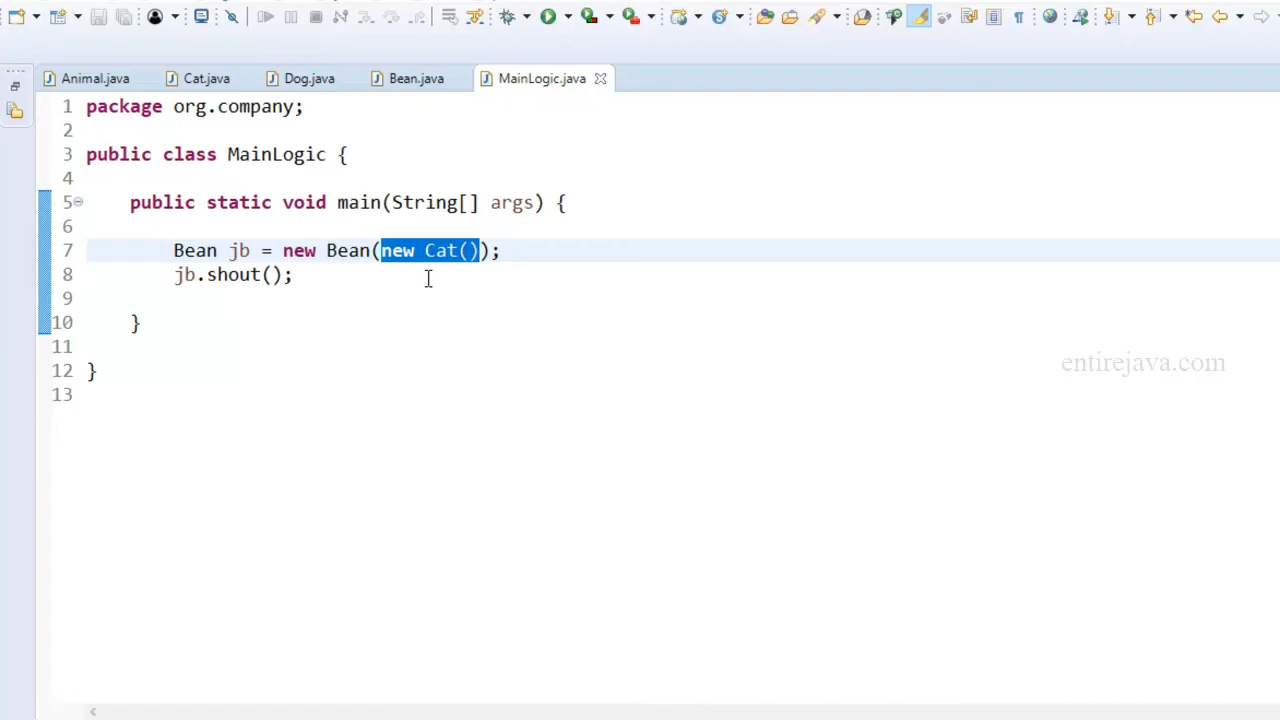 Animal.java Cat.java Dog.java Bean.java MainLogic.java
1 package org.company;
2
3 public class MainLogic {
4
5 public static void main(String[] args) {
6
7 Bean jb = new Bean(new Cat());
8 jb.shout();
9
10 }
11
12 }
13
entirejava.com